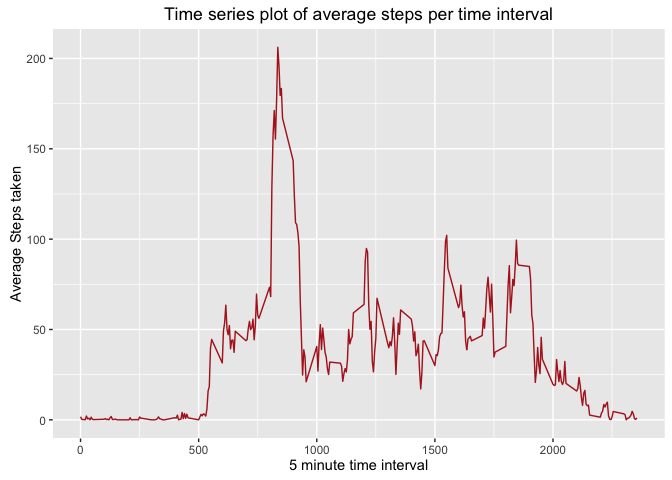 Time series plot of average steps per time interval
200
150
100
50
0
Average Steps taken
0 500 1000 1500 2000
5 minute time interval